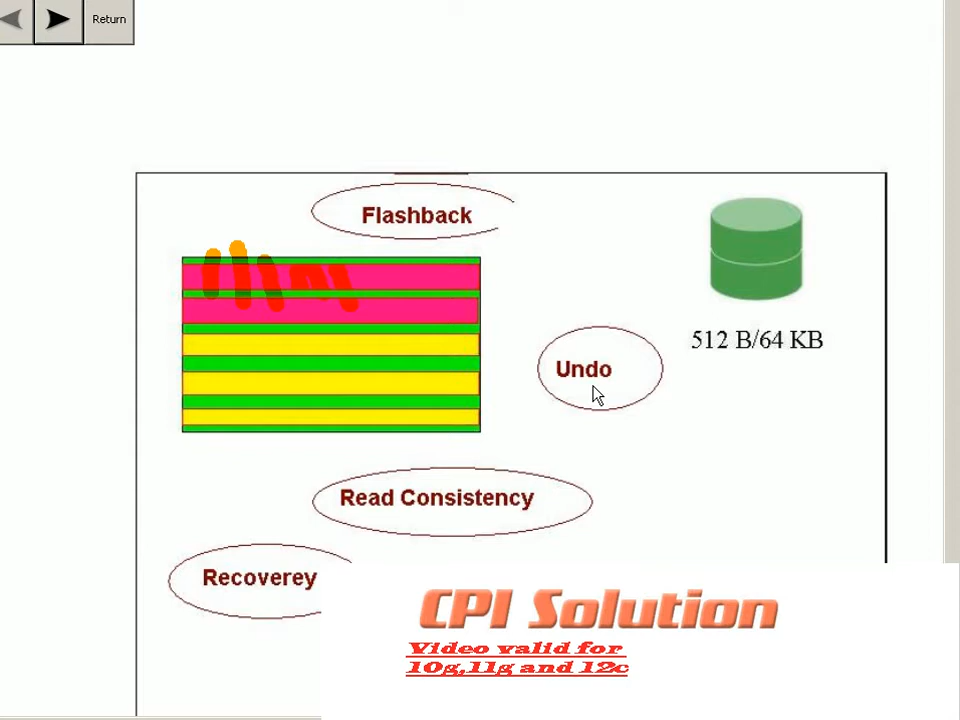 Return
Flashback
512 B/64 KB
Undo
Read Consistency
Recoverey
CPI Solution
Video valid for
10g,11g and 12c